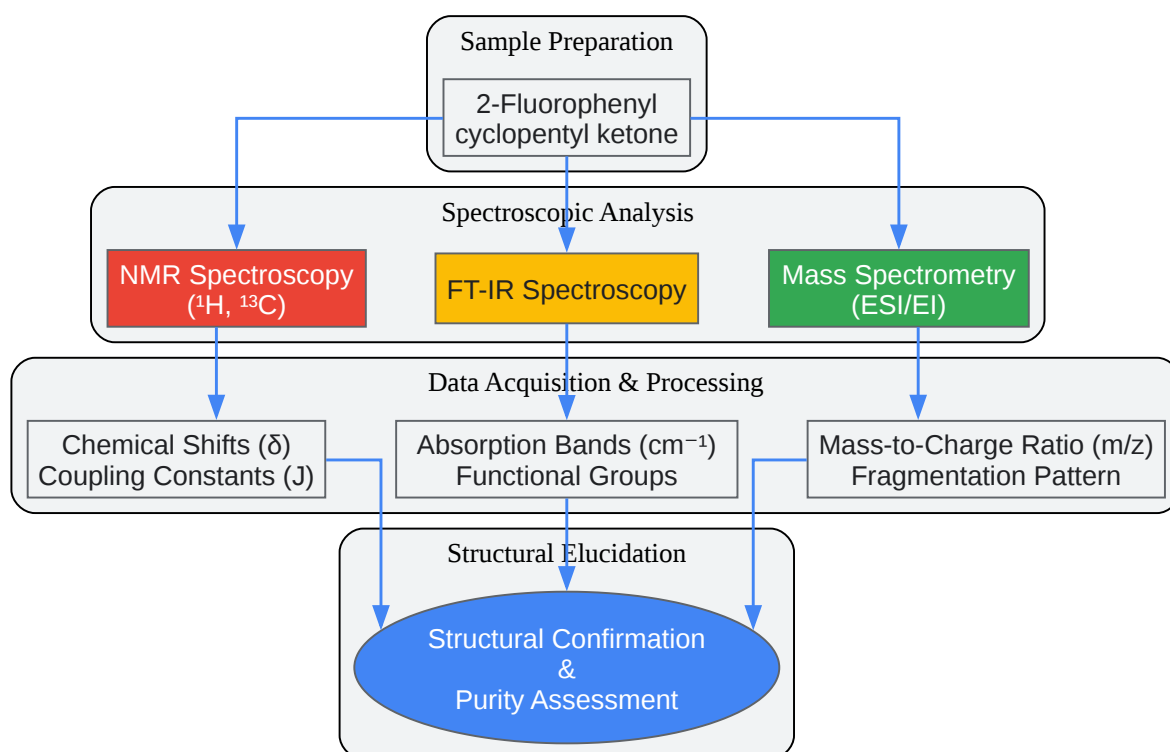 Sample Preparation
2-Fluorophenyl
cyclopentyl ketone
Spectroscopic Analysis
NMR Spectroscopy
(¹H, ¹³C)
FT-IR Spectroscopy
Mass Spectrometry
(ESI/EI)
Data Acquisition & Processing
Chemical Shifts (δ)
Coupling Constants (J)
Absorption Bands (cm⁻¹)
Functional Groups
Mass-to-Charge Ratio (m/z)
Fragmentation Pattern
Structural Elucidation
Structural Confirmation
&
Purity Assessment